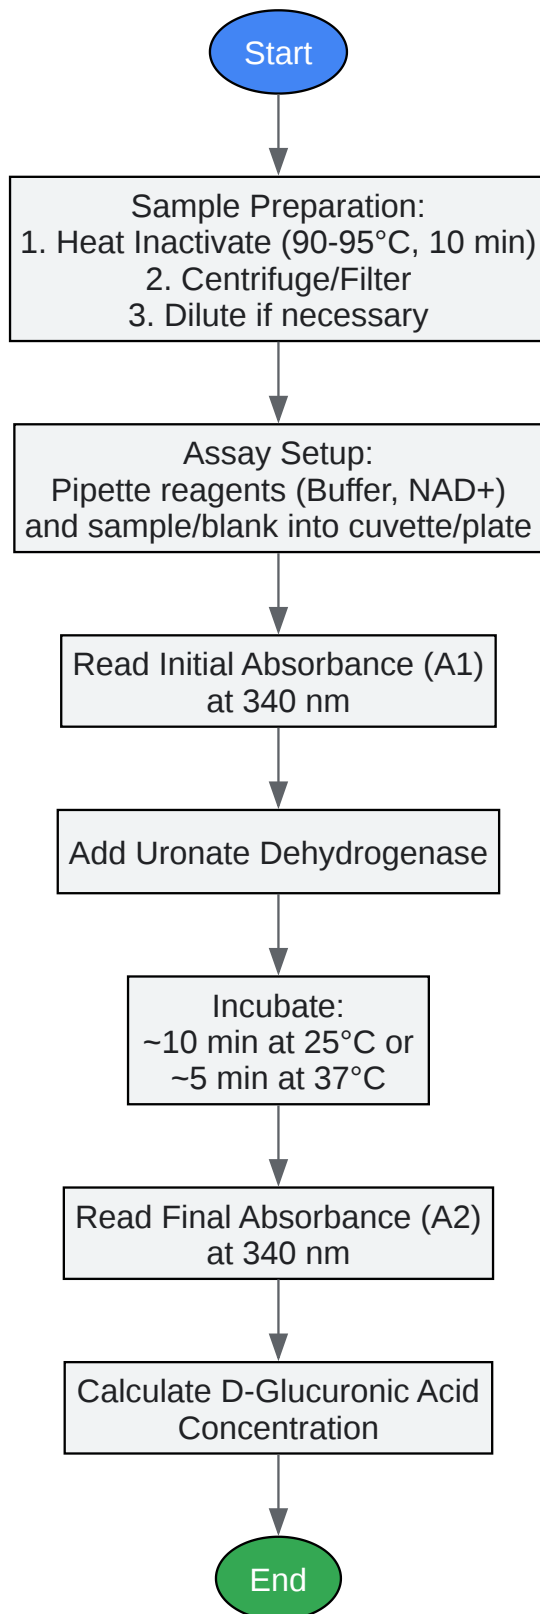 Start
Sample Preparation:
1. Heat Inactivate (90-95°C, 10 min)
2. Centrifuge/Filter
3. Dilute if necessary
Assay Setup:
Pipette reagents (Buffer, NAD+)
and sample/blank into cuvette/plate
Read Initial Absorbance (A1)
at 340 nm
Add Uronate Dehydrogenase
Incubate:
~10 min at 25°C or
~5 min at 37°C
Read Final Absorbance (A2)
at 340 nm
Calculate D-Glucuronic Acid
Concentration
End